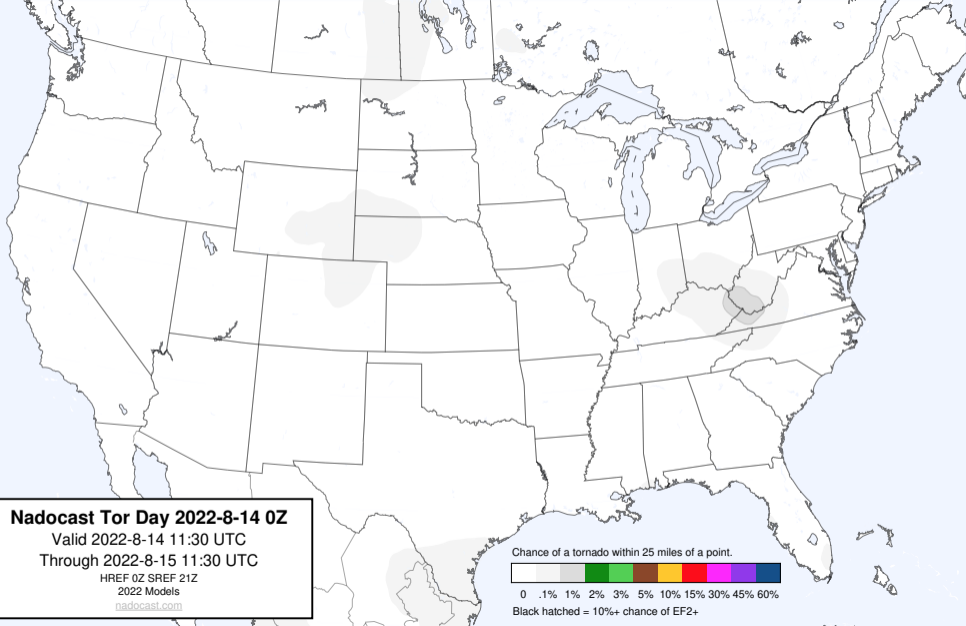 Nadocast Tor Day 2022-8-14 0Z
Valid 2022-8-14 11:30 UTC
Through 2022-8-15 11:30 UTC
HREF 0Z SREF 21Z
2022 Models
nadocast.com
Chance of a tornado within 25 miles of a point.
0 .1% 1% 2% 3% 5% 10% 15% 30% 45% 60%
Black hatched = 10%+ chance of EF2+